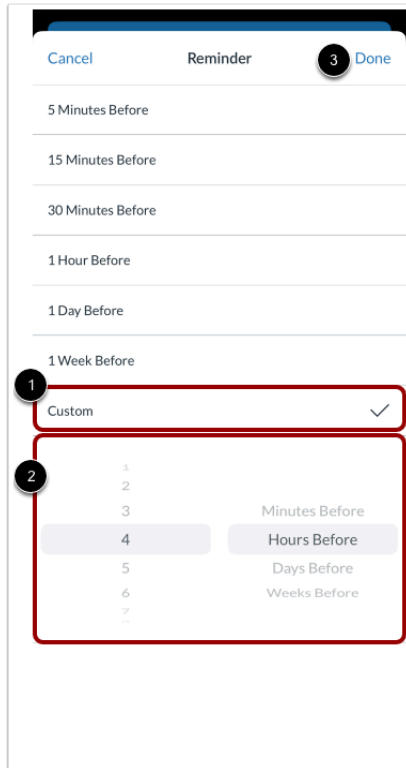 Cancel Reminder 3 Done
5 Minutes Before
15 Minutes Before
30 Minutes Before
1 Hour Before
1 Day Before
1 Week Before
1
Custom
2
1
2
3 Minutes Before
4 Hours Before
5 Days Before
6 Weeks Before
7